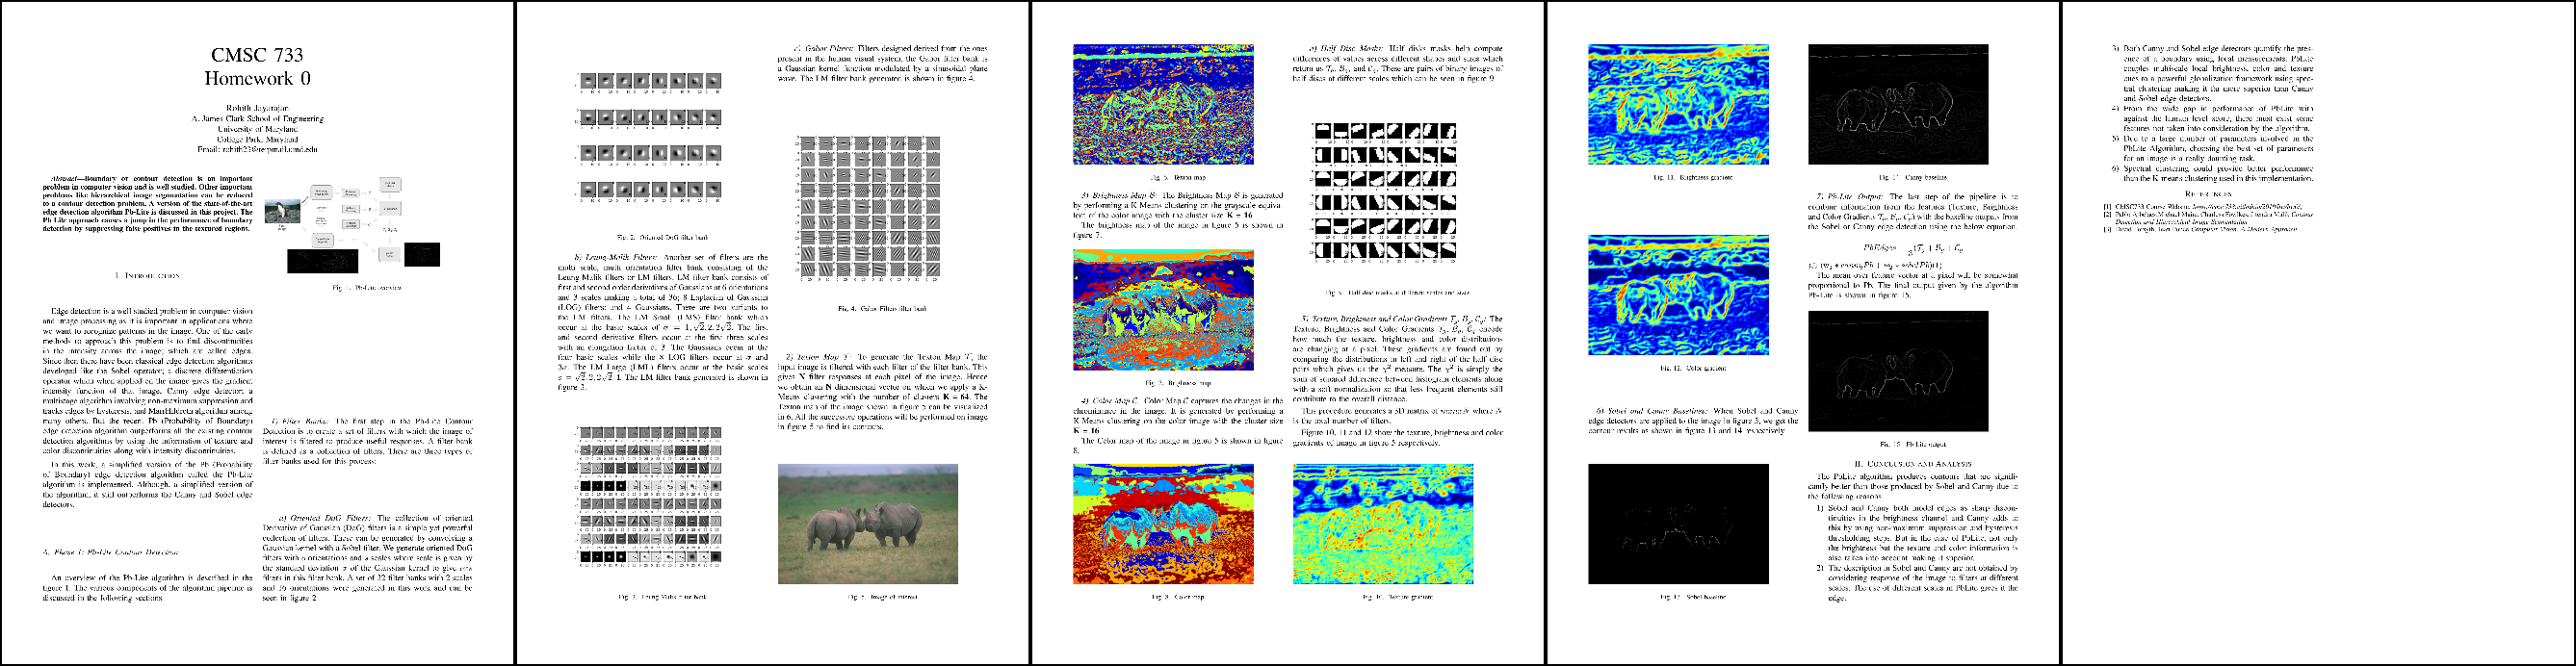 CMSC 733
Homework 0
Rohith Jayarajan
A. James Clark School of Engineering
University of Maryland
College Park, Maryland
Email: rohith23@terpmail.umd.edu
Abstract—Boundary or contour detection is an important
problem in computer vision and is well studied. Other important
problems like hierarchical image segmentation can be reduced
to a contour detection problem. A version of the state-of-the-art
edge detection algorithm Pb-Lite is discussed in this project. The
Pb Lite approach causes a jump in the performance of boundary
detection by suppressing false positives in the textured regions.
I. Introduction
Edge detection is a well studied problem in computer vision
and image processing as it is important in applications where
we want to recognize patterns in the image. One of the early
methods to approach this problem is to find discontinuities
in the intensity across the image, which are called edges.
Since then there have been classical edge detection algorithms
developed like the Sobel operator; a discrete differentiation
operator which when applied on the image gives the gradient
intensity function of that image, Canny edge detector; a
multistage algorithm involving non-maximum suppression and
tracks edges by hysteresis, and Marr-Hildreth algorithm among
many others. But the recent Pb (Probability of Boundary)
edge detection algorithm outperforms all the existing contour
detection algorithms by using the information of texture and
color discontinuities along with intensity discontinuities.
In this work, a simplified version of the Pb (Probability
of Boundary) edge detection algorithm called the Pb-Lite
algorithm is implemented. Although, a simplified version of
the algorithm, it still outperforms the Canny and Sobel edge
detectors.
A. Phase 1: Pb-Lite Contour Detection
An overview of the Pb-Lite algorithm is described in the
figure 1. The various components of the algorithm pipeline is
discussed in the following sections
Fig. 1. Pb-Lite overview
1) Filter Banks: The first step in the Pb-Lite Contour
Detection is to create a set of filters with which the image of
interest is filtered to produce useful responses. A filter bank
is defined as a collection of filters. There are three types of
filter banks used for this process:
a) Oriented DoG Filters: The collection of oriented
Derivative of Gaussian (DoG) filters is a simple yet powerful
collection of filters. These can be generated by convolving a
Gaussian kernel with a Sobel filter. We generate oriented DoG
filters with o orientations and s scales where scale is given by
the standard deviation σ of the Gaussian kernel to give
filters in this filter bank. A set of 32 filter banks with 2 scales
and 16 orientations were generated in this work and can be
seen in figure 2
Fig. 2. Oriented DoG filter bank
b) Leung-Malik Filters: Another set of filters are the
multi scale, multi orientation filter bank consisting of the
Leung Malik filters or LM filters. LM filter bank consists of
first and second order derivatives of Gaussians at 6 orientations
and 3 scales making a total of 36; 8 Laplacian of Gaussian
(LOG) filters; and 4 Gaussians. These are two variants to
the LM filters. The LM Small (LMS) filter bank which
occur at the basic scales of σ = 1, √2, 2, 2√2. The first
and second derivative filters occur at the first three scales
with an elongation factor of 3. The Gaussians occur at the
four basic scales while the 8 LOG filters occur at σ and
3σ. The LM Large (LML) filters occur at the basic scales
σ = √2, 2, 2√2, 4. The LM filter bank generated is shown in
figure 3.
Fig. 3. Leung-Malik filter bank
c) Gabor Filters: Filters designed derived from the ones
present in the human visual system, the Gabor filter bank is
a Gaussian kernel function modulated by a sinusoidal plane
wave. The LM filter bank generated is shown in figure 4.
Fig. 4. Gabor Filters filter bank
2) Texton Map T: To generate the Texton Map T, the
input image is filtered with each filter of the filter bank. This
gives N filter responses at each pixel of the image. Hence
we obtain an N dimensional vector on which we apply a K-
Means clustering with the number of clusters K = 64. The
Texton map of the image shown in figure 5 can be visualized
in 6. All the successive operations will be performed on image
in figure 5 to find its contours.
Fig. 5. Image of interest
Fig. 6. Texton map
3) Brightness Map B: The Brightness Map B is generated
by performing a K Means clustering on the grayscale equiva-
lent of the color image with the cluster size K = 16
The brightness map of the image in figure 5 is shown in
figure 7.
Fig. 7. Brightness map
4) Color Map C: Color Map C captures the changes in the
chrominance in the image. It is generated by performing a
K Means clustering on the color image with the cluster size
K = 16
The Color map of the image in figure 5 is shown in figure
8.
Fig. 8. Color map
e) Half Disc Masks: Half disks masks help compute
differences of values across different shapes and sizes which
return as Tg, Bg, and Cg. These are pairs of binary images of
half discs at different scales which can be seen in figure 9
Fig. 9. Half disc masks at different scales and size
5) Texture, Brightness and Color Gradients Tg, Bg, Cg: The
Texture, Brightness and Color Gradients Tg, Bg, Cg encode
how much the texture, brightness and color distributions
are changing at a pixel. These gradients are found out by
comparing the distributions in left and right of the half disc
pairs which gives us the χ² measure. The χ² is simply the
sum of squared difference between histogram elements along
with a soft normalization so that less frequent elements still
contribute to the overall distance.
This procedure generates a 3D matrix of where N
is the total number of filters.
Figure 10, 11 and 12 show the texture, brightness and color
gradients of image in figure 5 respectively.
Fig. 10. Texture gradient
Fig. 11. Brightness gradient
Fig. 12. Color gradient
6) Sobel and Canny Baselines: When Sobel and Canny
edge detectors are applied to the image in figure 5, we get the
contour results as shown in figure 13 and 14 respectively
Fig. 13. Sobel baseline
Fig. 14. Canny baseline
7) Pb-Lite Output: The last step of the pipeline is to
combine information from the features (Texture, Brightness
and Color Gradients Tg, Bg, Cg) with the baseline outputs from
the Sobel or Canny edge detection using the below equation.
The mean over feature vector at a pixel will be somewhat
proportional to Pb. The final output given by the algorithm
Pb-Lite is shown in figure 15.
Fig. 15. Pb-Lite output
II. Conclusion and Analysis
The PbLite algorithm produces contours that are signifi-
cantly better than those produced by Sobel and Canny due to
the following reasons
1) Sobel and Canny both model edges as sharp discon-
tinuities in the brightness channel and Canny adds to
this by using non-maximum suppression and hysteresis
thresholding steps. But in the case of PbLite, not only
the brightness but the texture and color information is
also taken into account making it superior.
2) The description in Sobel and Canny are not obtained by
considering response of the image to filters at different
scales. The use of different scales in PbLite gives it the
edge.
3) Both Canny and Sobel edge detectors quantify the pres-
ence of a boundary using local measurements. PbLite
couples multiscale local brightness, color and texture
cues to a powerful globalization framework using spec-
tral clustering making it far more superior than Canny
and Sobel edge detectors.
4) From the wide gap in performance of PbLite with
against the human level score, there must exist some
features not taken into consideration by the algorithm.
5) Due to a large number of parameters involved in the
PbLite Algorithm, choosing the best set of parameters
for an image is a really daunting task.
6) Spectral clustering could provide better performance
than the K means clustering used in this implementation.
References
[1] CMSC733 Course Website,
[2] Pablo Arbelaez, Michael Maire, Charless Fowlkes, Jitendra Malik Contour
Detection and Hierarchical Image Segmentation
[3] David Forsyth, Jean Ponce Computer Vision: A Modern Approach